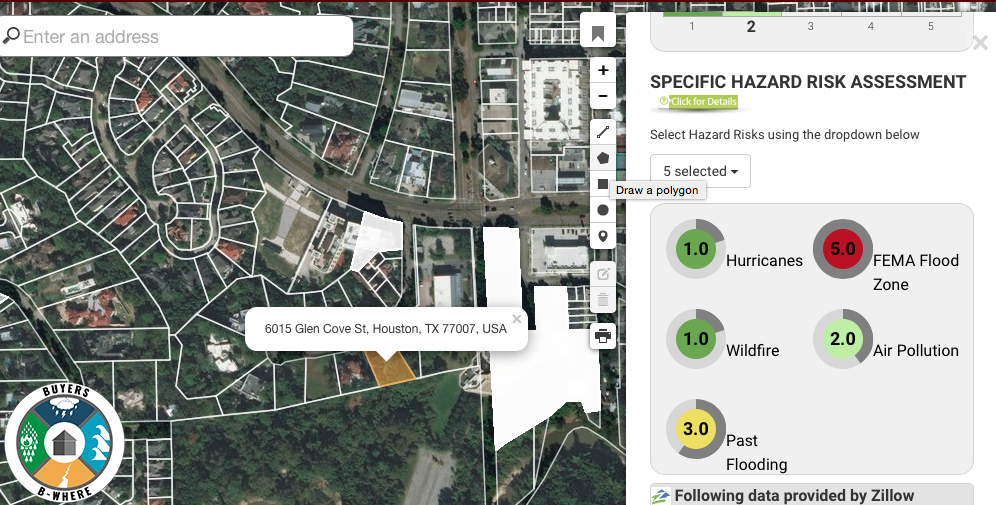 Enter an address
+
−
Draw a polygon
6015 Glen Cove St, Houston, TX 77007, USA
×
BUYERS
B-WHERE
1 2 3 4 5
×
SPECIFIC HAZARD RISK ASSESSMENT
Click for Details
Select Hazard Risks using the dropdown below
5 selected
1.0 Hurricanes
5.0 FEMA Flood
Zone
1.0 Wildfire
2.0 Air Pollution
3.0 Past
Flooding
Following data provided by Zillow